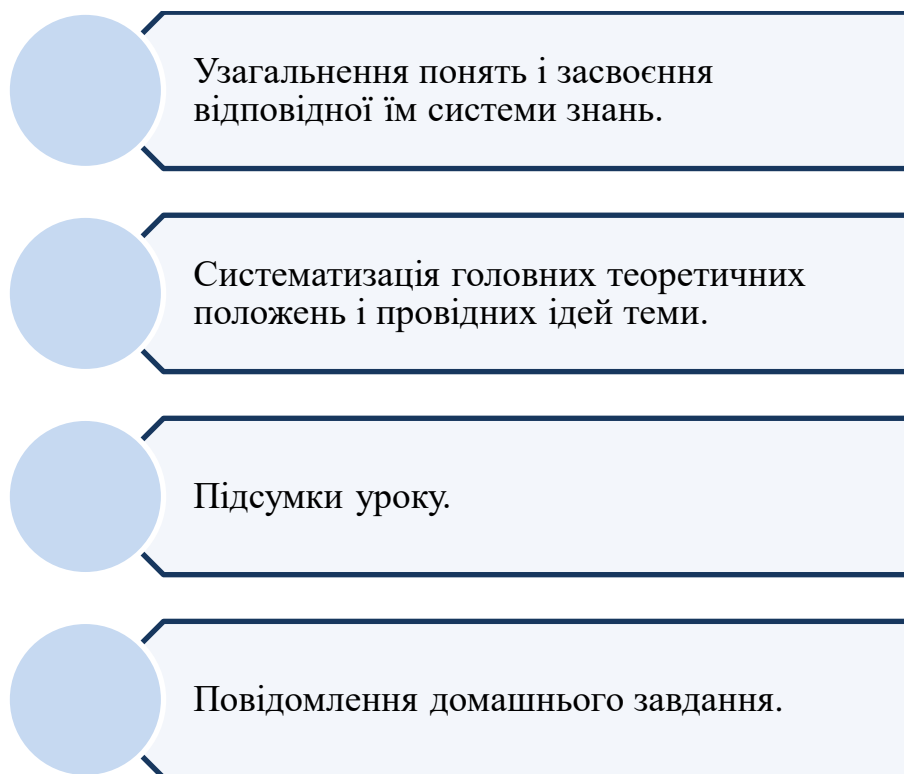 Узагальнення понять і засвоєння
відповідної їм системи знань.
Систематизація головних теоретичних
положень і провідних ідей теми.
Підсумки уроку.
Повідомлення домашнього завдання.